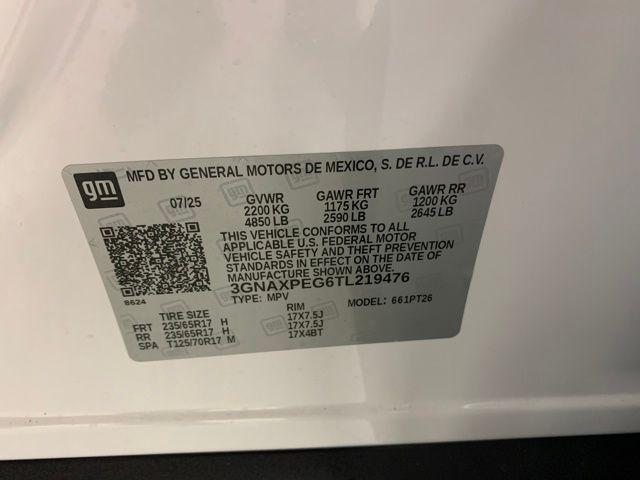 gm
MFD BY GENERAL MOTORS DE MEXICO, S. DE R.L. DE C.V.
07/25 GVWR GAWR FRT GAWR RR
2200 KG 1175 KG 1200 KG
4850 LB 2590 LB 2645 LB
THIS VEHICLE CONFORMS TO ALL
APPLICABLE U.S. FEDERAL MOTOR
VEHICLE SAFETY AND THEFT PREVENTION
STANDARDS IN EFFECT ON THE DATE OF
MANUFACTURE SHOWN ABOVE.
3GNAXPEG6TL219476
8624 TYPE: MPV MODEL: 661PT26
TIRE SIZE RIM
FRT 235/65R17 H 17X7.5J
RR 235/65R17 H 17X7.5J
SPA T125/70R17 M 17X4BT